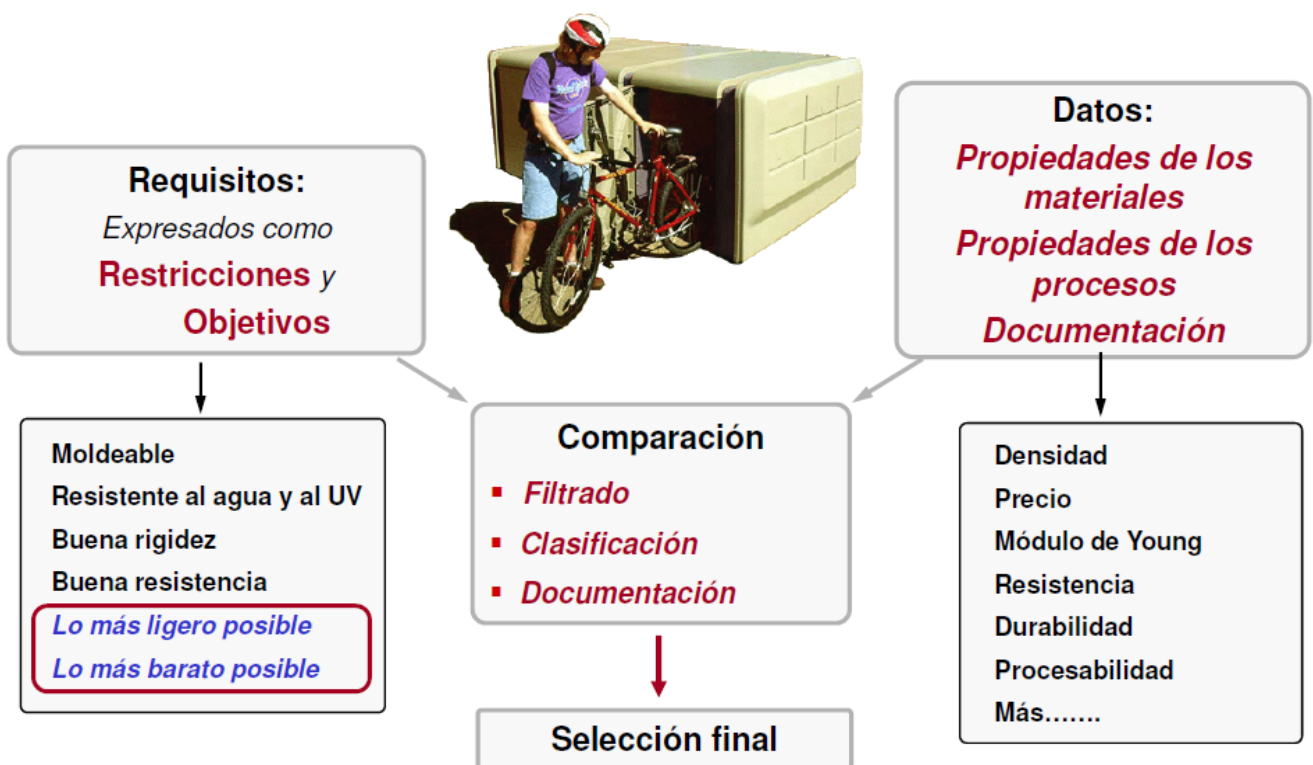 Requisitos:
Expresados como
Restricciones y
Objetivos
Datos:
Propiedades de los
materiales
Propiedades de los
procesos
Documentación
Moldeable
Resistente al agua y al UV
Buena rigidez
Buena resistencia
Lo más ligero posible
Lo más barato posible
Comparación
▪ Filtrado
▪ Clasificación
▪ Documentación
Densidad
Precio
Módulo de Young
Resistencia
Durabilidad
Procesabilidad
Más.......
Selección final